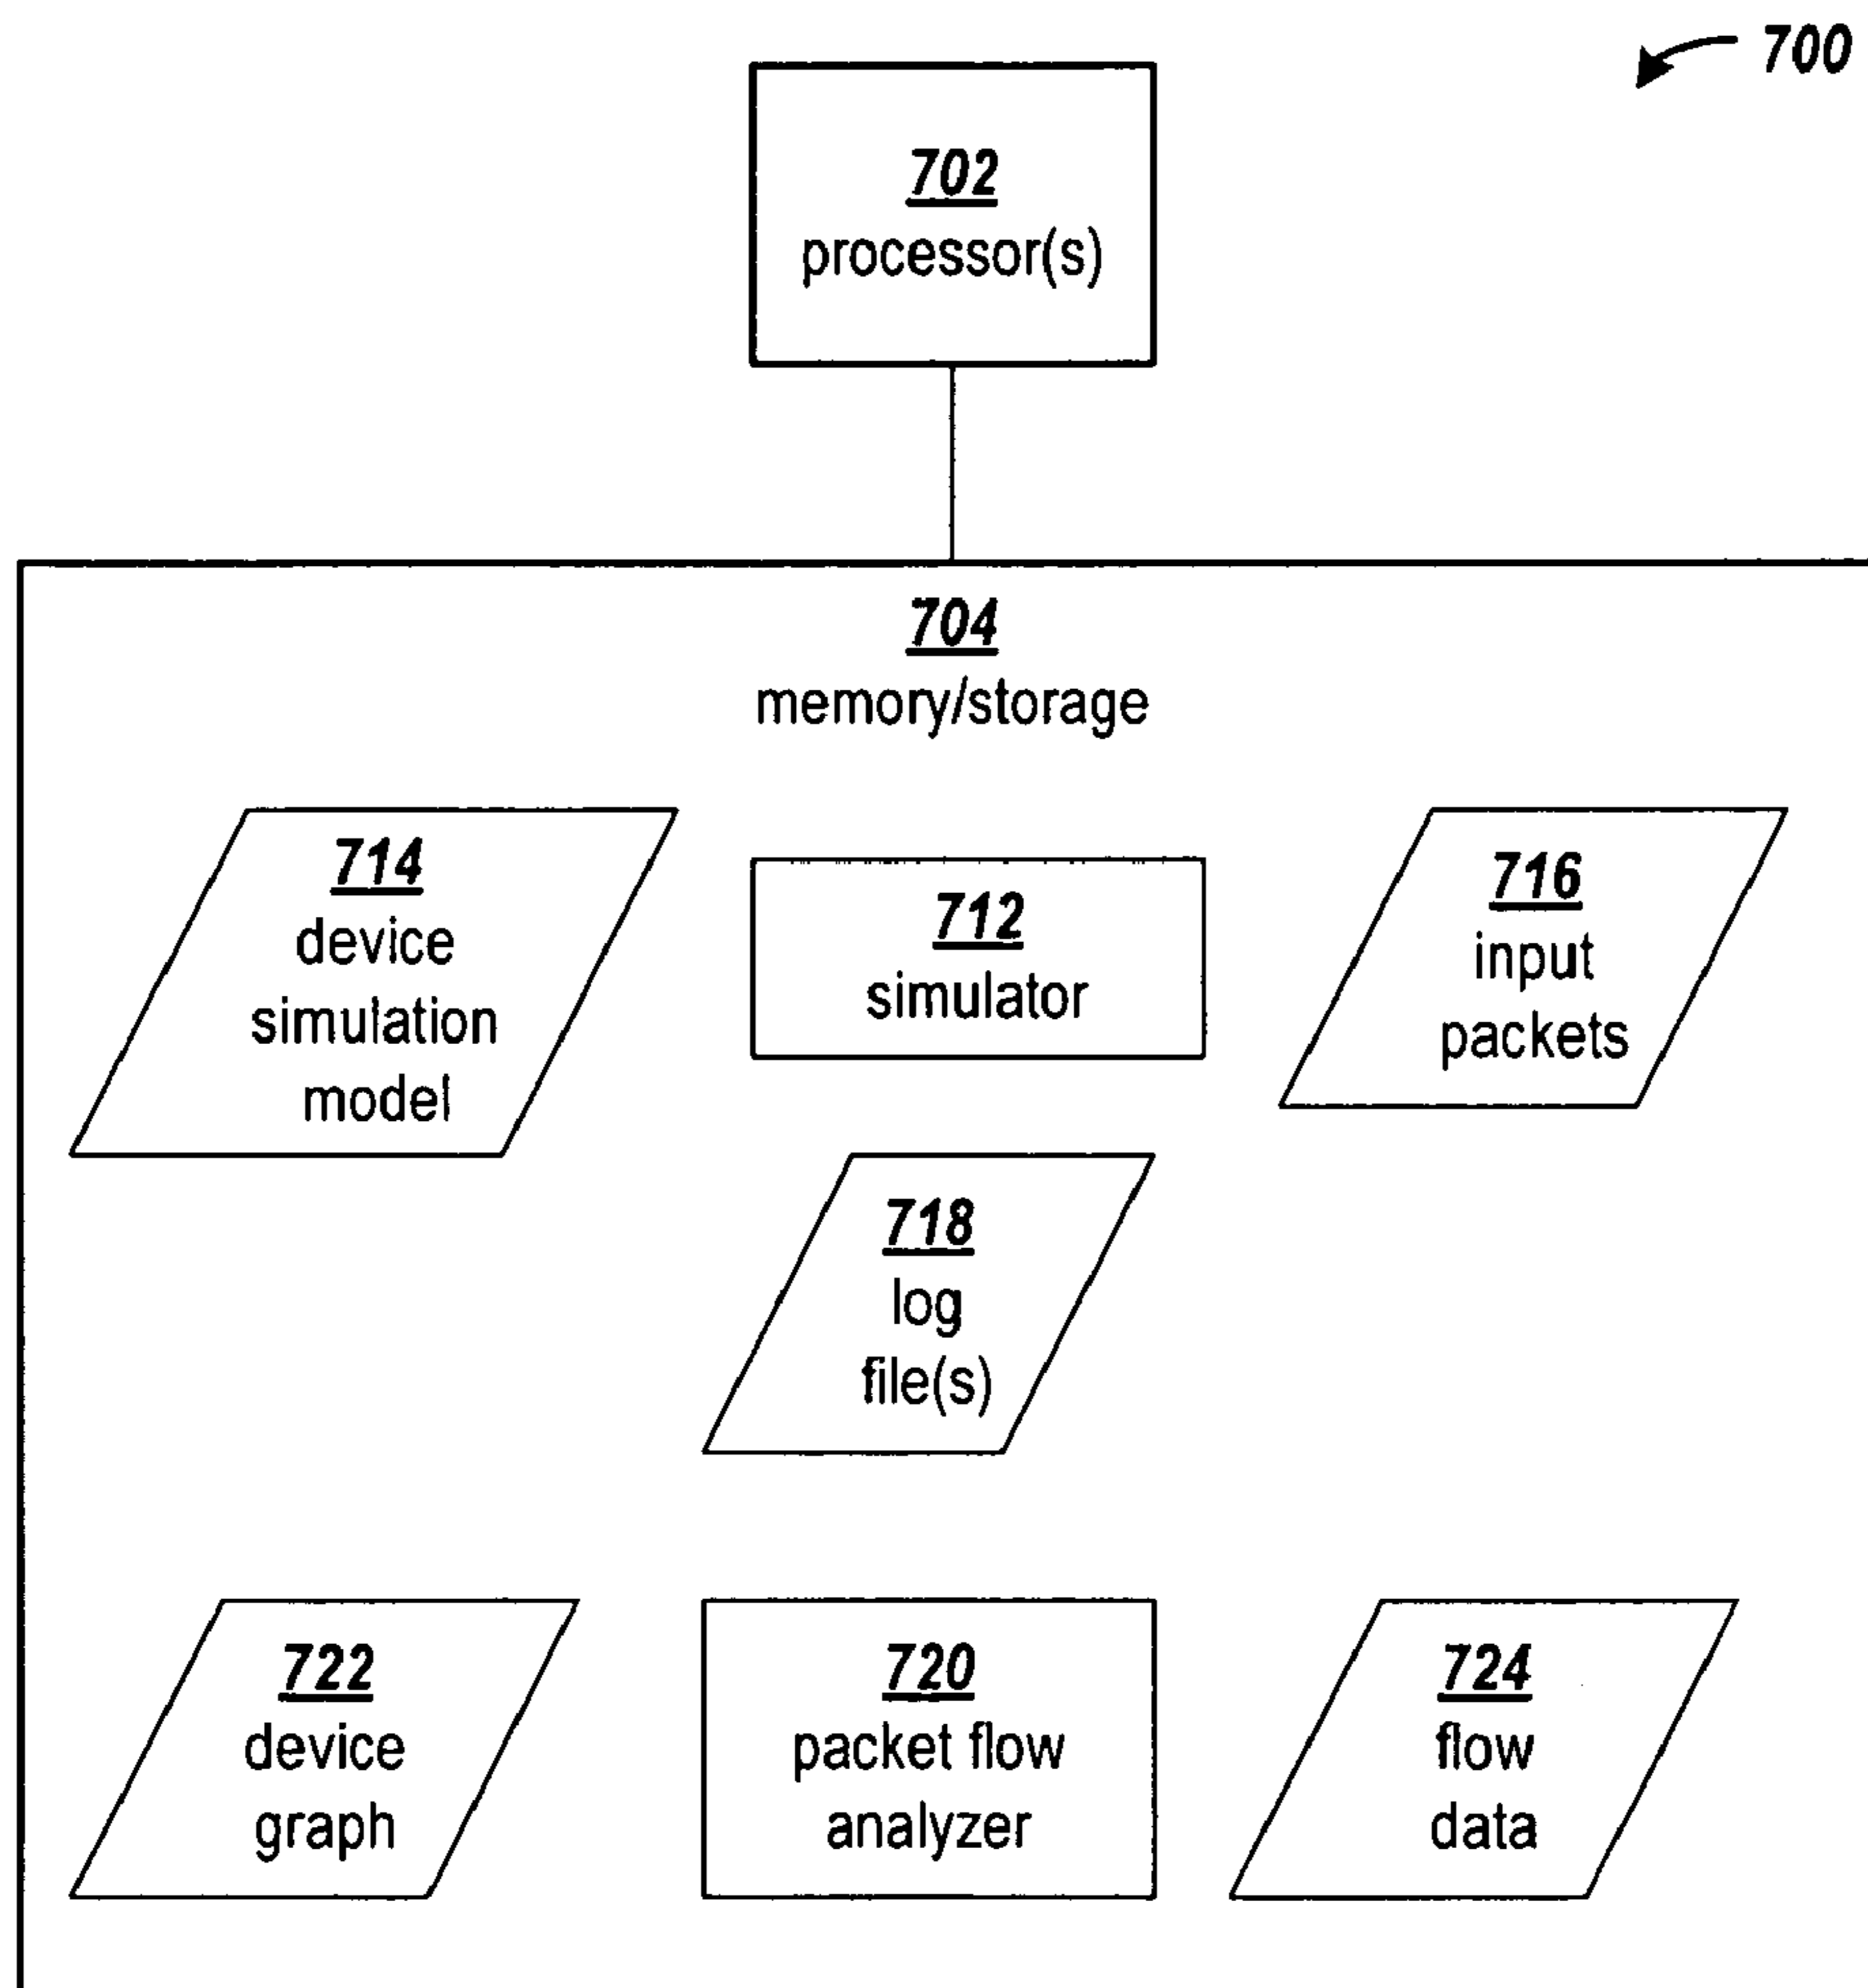 700
702
processor(s)
704
memory/storage
714
device
simulation
model
712
simulator
716
input
packets
718
log
file(s)
722
device
graph
720
packet flow
analyzer
724
flow
data